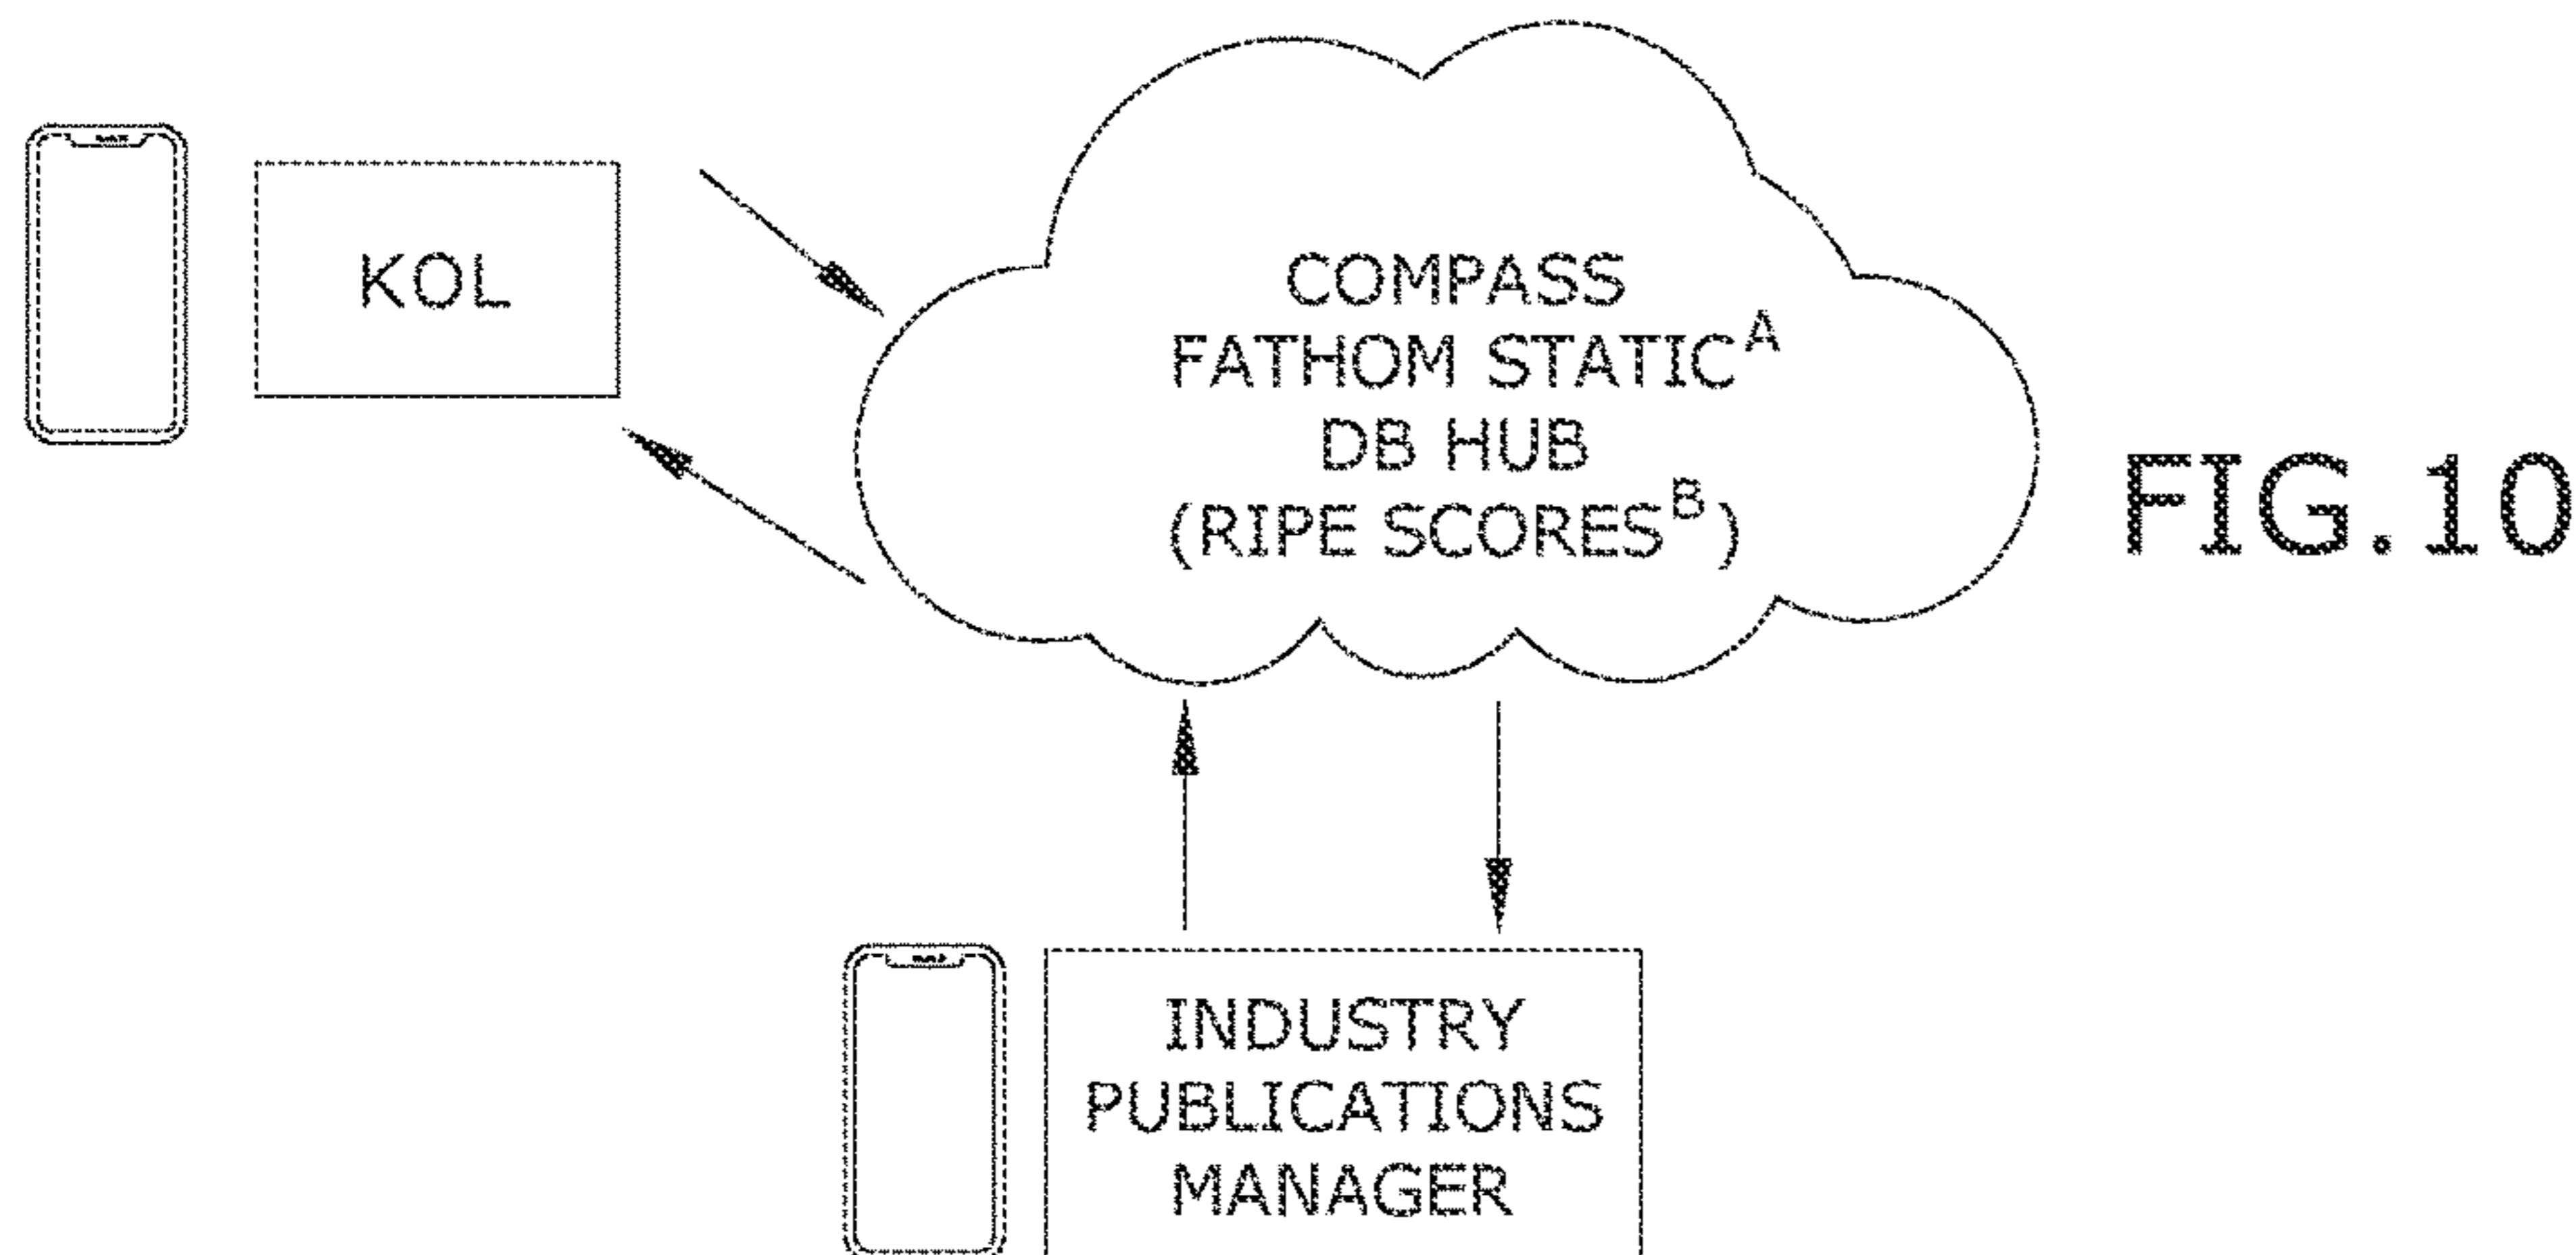 KOL
COMPASS
FATHOM STATIC^A
DB HUB
(RIPE SCORES^B)
FIG.10
INDUSTRY
PUBLICATIONS
MANAGER